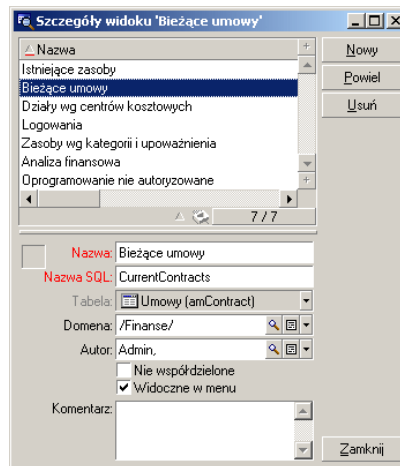 Szczegóły widoku 'Bieżące umowy'
Nazwa
Nowy
Istniejące zasoby
Powiel
Bieżące umowy
Działy wg centrów kosztowych
Usuń
Logowania
Zasoby wg kategorii i upoważnienia
Analiza finansowa
Oprogramowanie nie autoryzowane
7 / 7
Nazwa: Bieżące umowy
Nazwa SQL: CurrentContracts
Tabela: Umowy (amContract)
Domena: /Finanse/
Autor: Admin,
Nie współdzielone
Widoczne w menu
Komentarz:
Zamknij